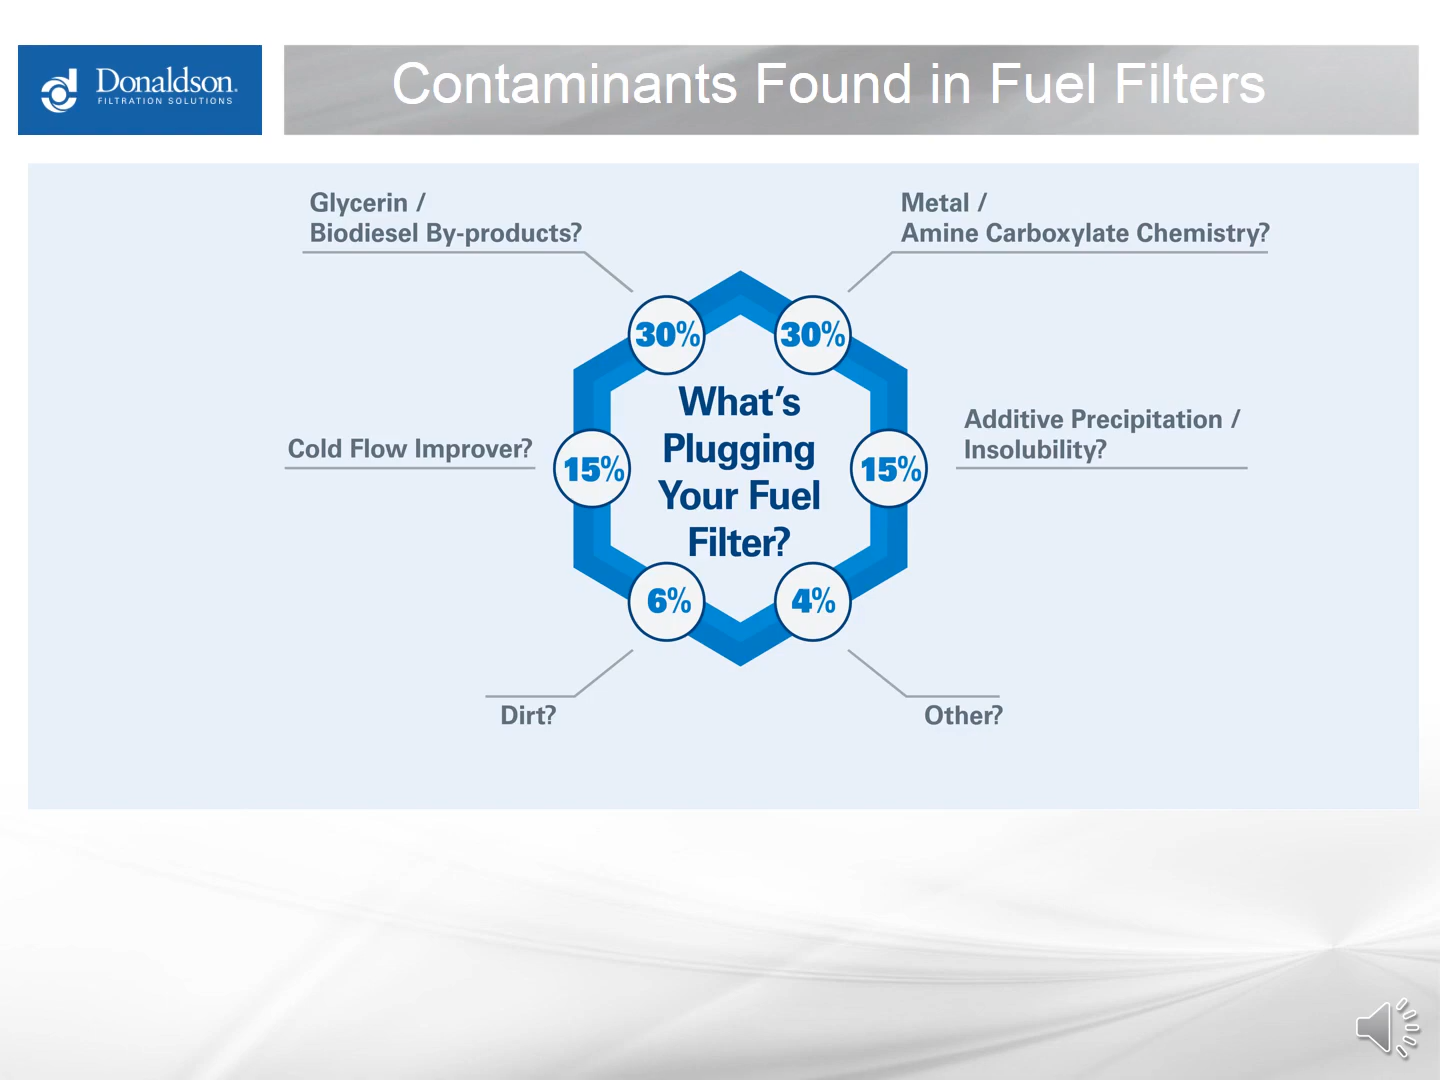 Donaldson.
FILTRATION SOLUTIONS
Contaminants Found in Fuel Filters
Glycerin /
Biodiesel By-products?
Metal /
Amine Carboxylate Chemistry?
30%
30%
What's
Plugging
Your Fuel
Filter?
Cold Flow Improver?
15%
15%
Additive Precipitation /
Insolubility?
6%
4%
Dirt?
Other?